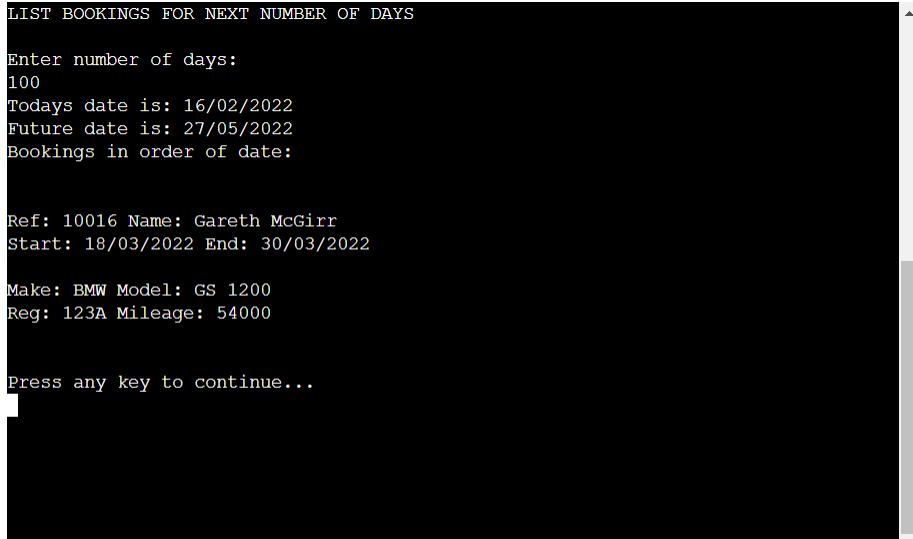 LIST BOOKINGS FOR NEXT NUMBER OF DAYS
Enter number of days:
100
Todays date is: 16/02/2022
Future date is: 27/05/2022
Bookings in order of date:
Ref: 10016 Name: Gareth McGirr
Start: 18/03/2022 End: 30/03/2022
Make: BMW Model: GS 1200
Reg: 123A Mileage: 54000
Press any key to continue...